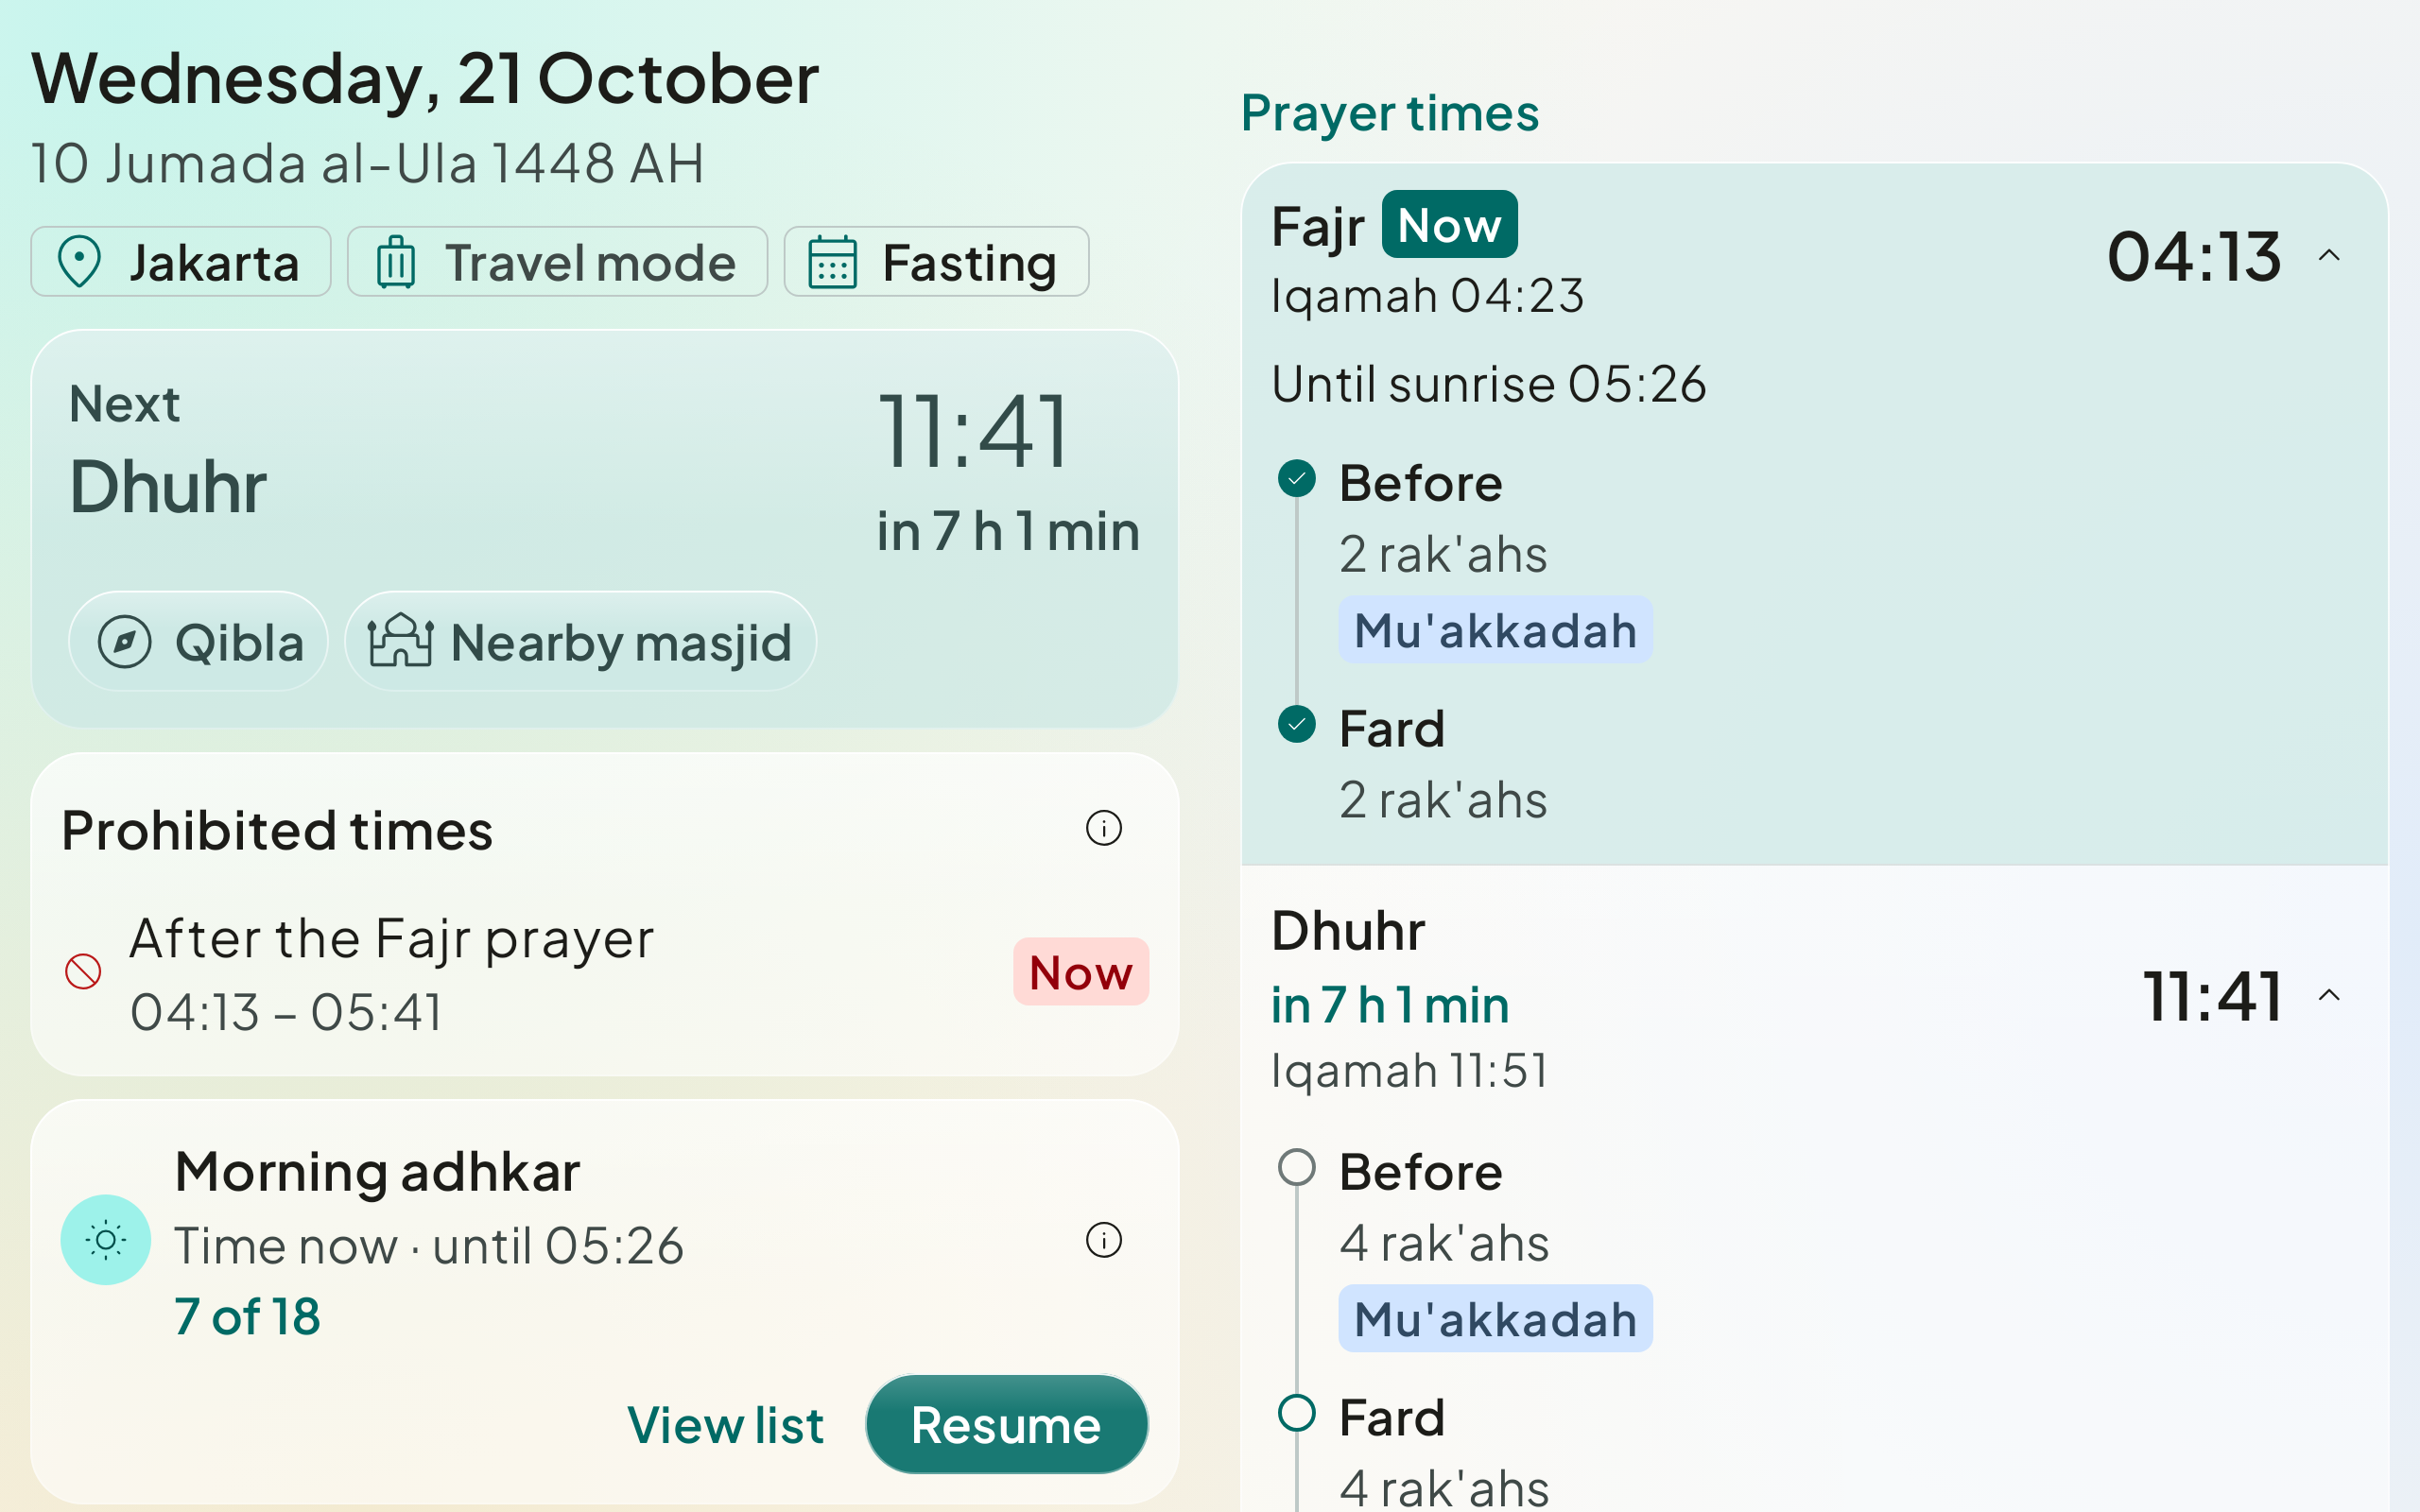 Wednesday, 21 October
10 Jumada al-Ula 1448 AH
Jakarta
Travel mode
Fasting
Next
Dhuhr
11:41
in 7 h 1 min
Qibla
Nearby masjid
Prohibited times
After the Fajr prayer
04:13 – 05:41
Now
Morning adhkar
Time now · until 05:26
7 of 18
View list
Resume
Prayer times
Fajr
Now
04:13
Iqamah 04:23
Until sunrise 05:26
Before
2 rak'ahs
Mu'akkadah
Fard
2 rak'ahs
Dhuhr
in 7 h 1 min
11:41
Iqamah 11:51
Before
4 rak'ahs
Mu'akkadah
Fard
4 rak'ahs